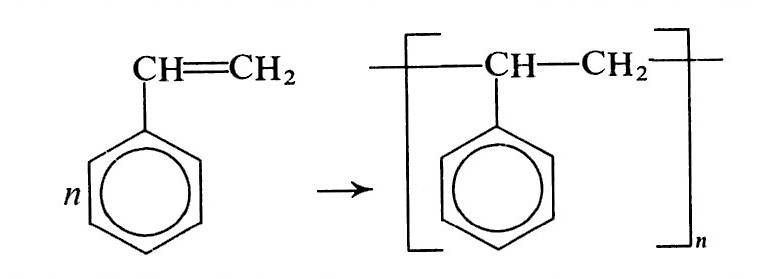 CH=CH₂ CH—CH₂
n → n